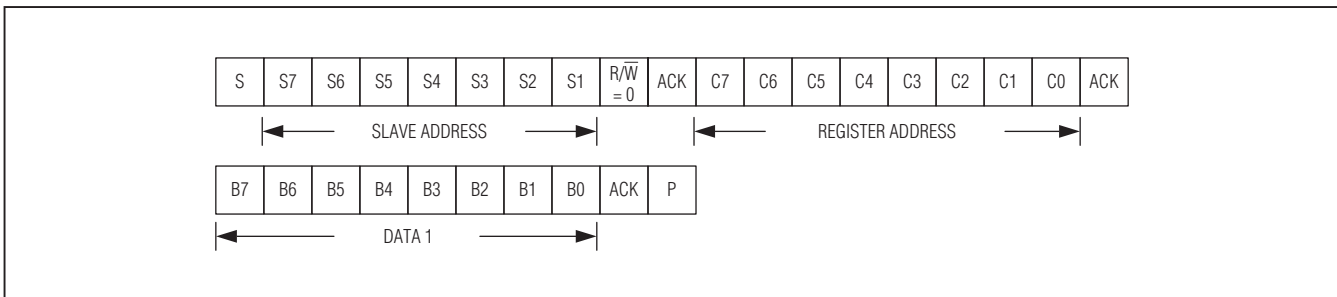 S S7 S6 S5 S4 S3 S2 S1 R/W̅ = 0 ACK C7 C6 C5 C4 C3 C2 C1 C0 ACK
SLAVE ADDRESS REGISTER ADDRESS
B7 B6 B5 B4 B3 B2 B1 B0 ACK P
DATA 1